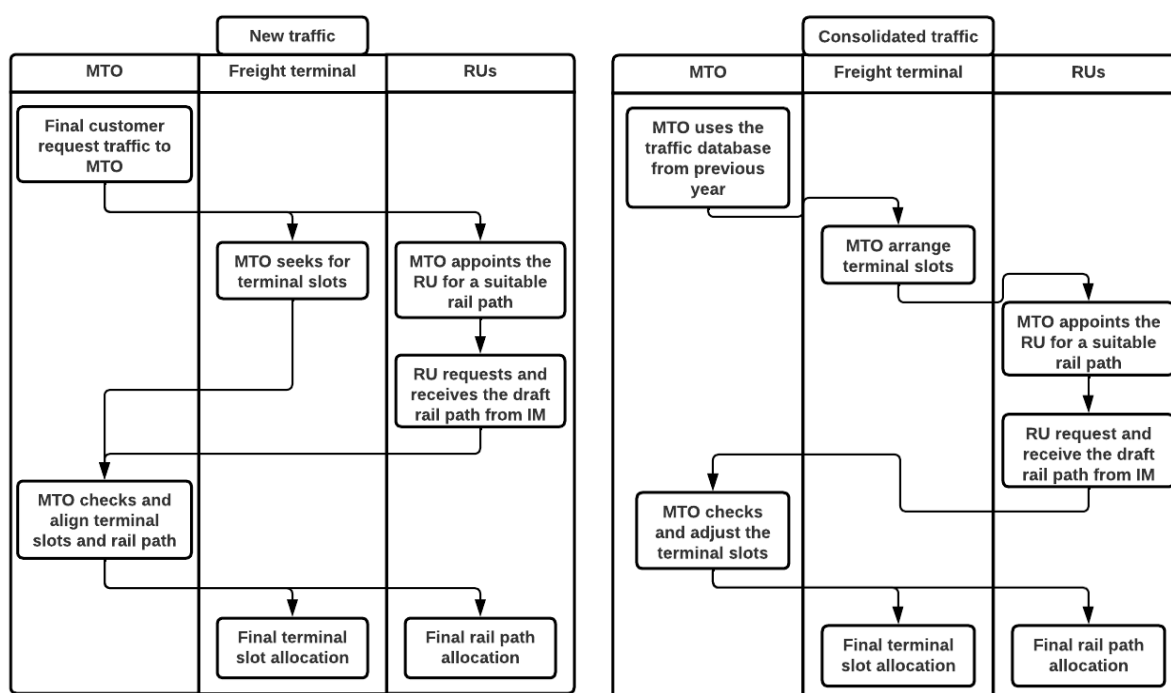 New traffic
MTO
Freight terminal
RUs
Final customer
request traffic to
MTO
MTO seeks for
terminal slots
MTO appoints the
RU for a suitable
rail path
RU requests and
receives the draft
rail path from IM
MTO checks and
align terminal
slots and rail path
Final terminal
slot allocation
Final rail path
allocation
Consolidated traffic
MTO
Freight terminal
RUs
MTO uses the
traffic database
from previous
year
MTO arrange
terminal slots
MTO appoints the
RU for a suitable
rail path
RU request and
receive the draft
rail path from IM
MTO checks
and adjust the
terminal slots
Final terminal
slot allocation
Final rail path
allocation